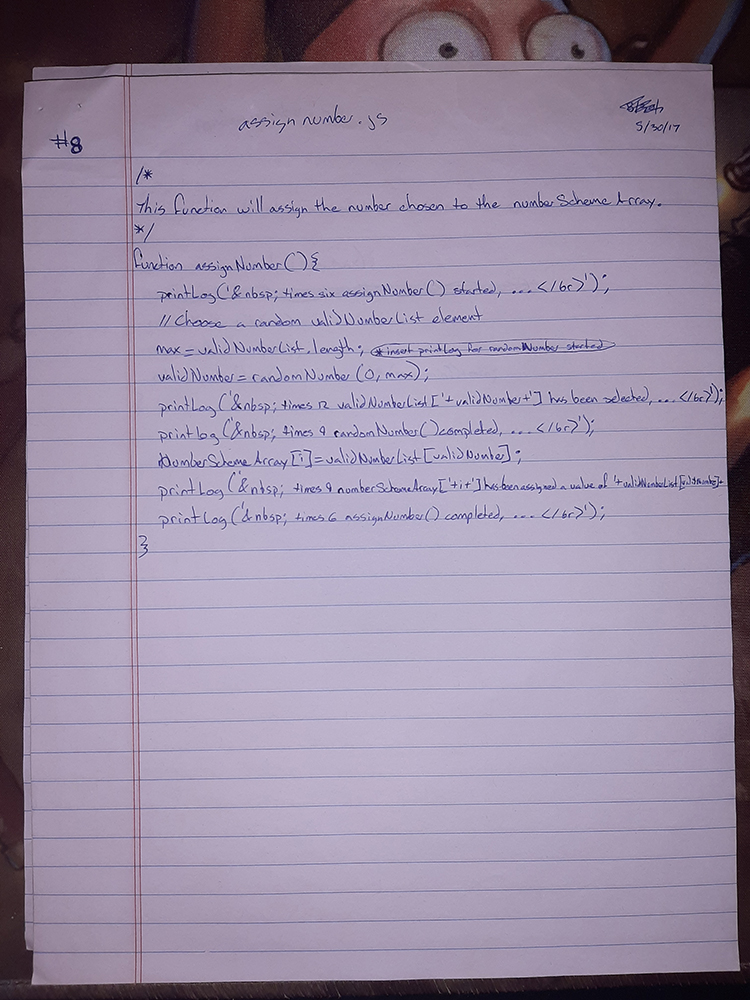 assign number.js
5/30/17
#8
/*
This function will assign the number chosen to the numberSchemeArray.
*/
function assignNumber(){
printLog('&nbsp; times six assignNumber() started, ... </br>');
// Choose a random validNumberList element
max = validNumberList.length; *insert printLog for randomNumber started
validNumber = randomNumber(0, max);
printLog('&nbsp; times 12 validNumberList['+validNumber+'] has been selected, ... </br>');
printlog('&nbsp; times 9 randomNumber() completed, ... </br>');
NumberSchemeArray[i] = validNumberList[validNumber];
printLog('&nbsp; times 9 numberSchemeArray['+i+'] has been assigned a value of '+validNumberList[validNumber]+
printLog('&nbsp; times 6 assignNumber() completed, ... </br>');
}